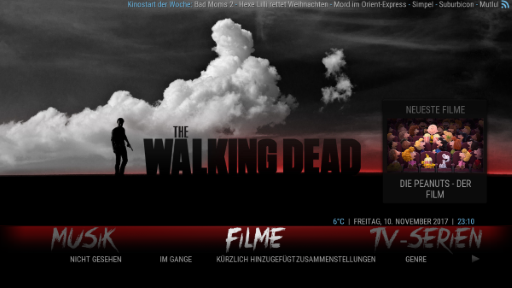 Kinostart der Woche: Bad Moms 2 - Hexe Lilli rettet Weihnachten - Mord im Orient-Express - Simpel - Suburbicon - Mutlu
THE
WALKING DEAD
NEUESTE FILME
DIE PEANUTS - DER
FILM
6°C | FREITAG, 10. NOVEMBER 2017 | 23:10
MUSiK FiLME TV-SERiEN
NICHT GESEHEN IM GANGE KÜRZLICH HINZUGEFÜGTZUSAMMENSTELLUNGEN GENRE